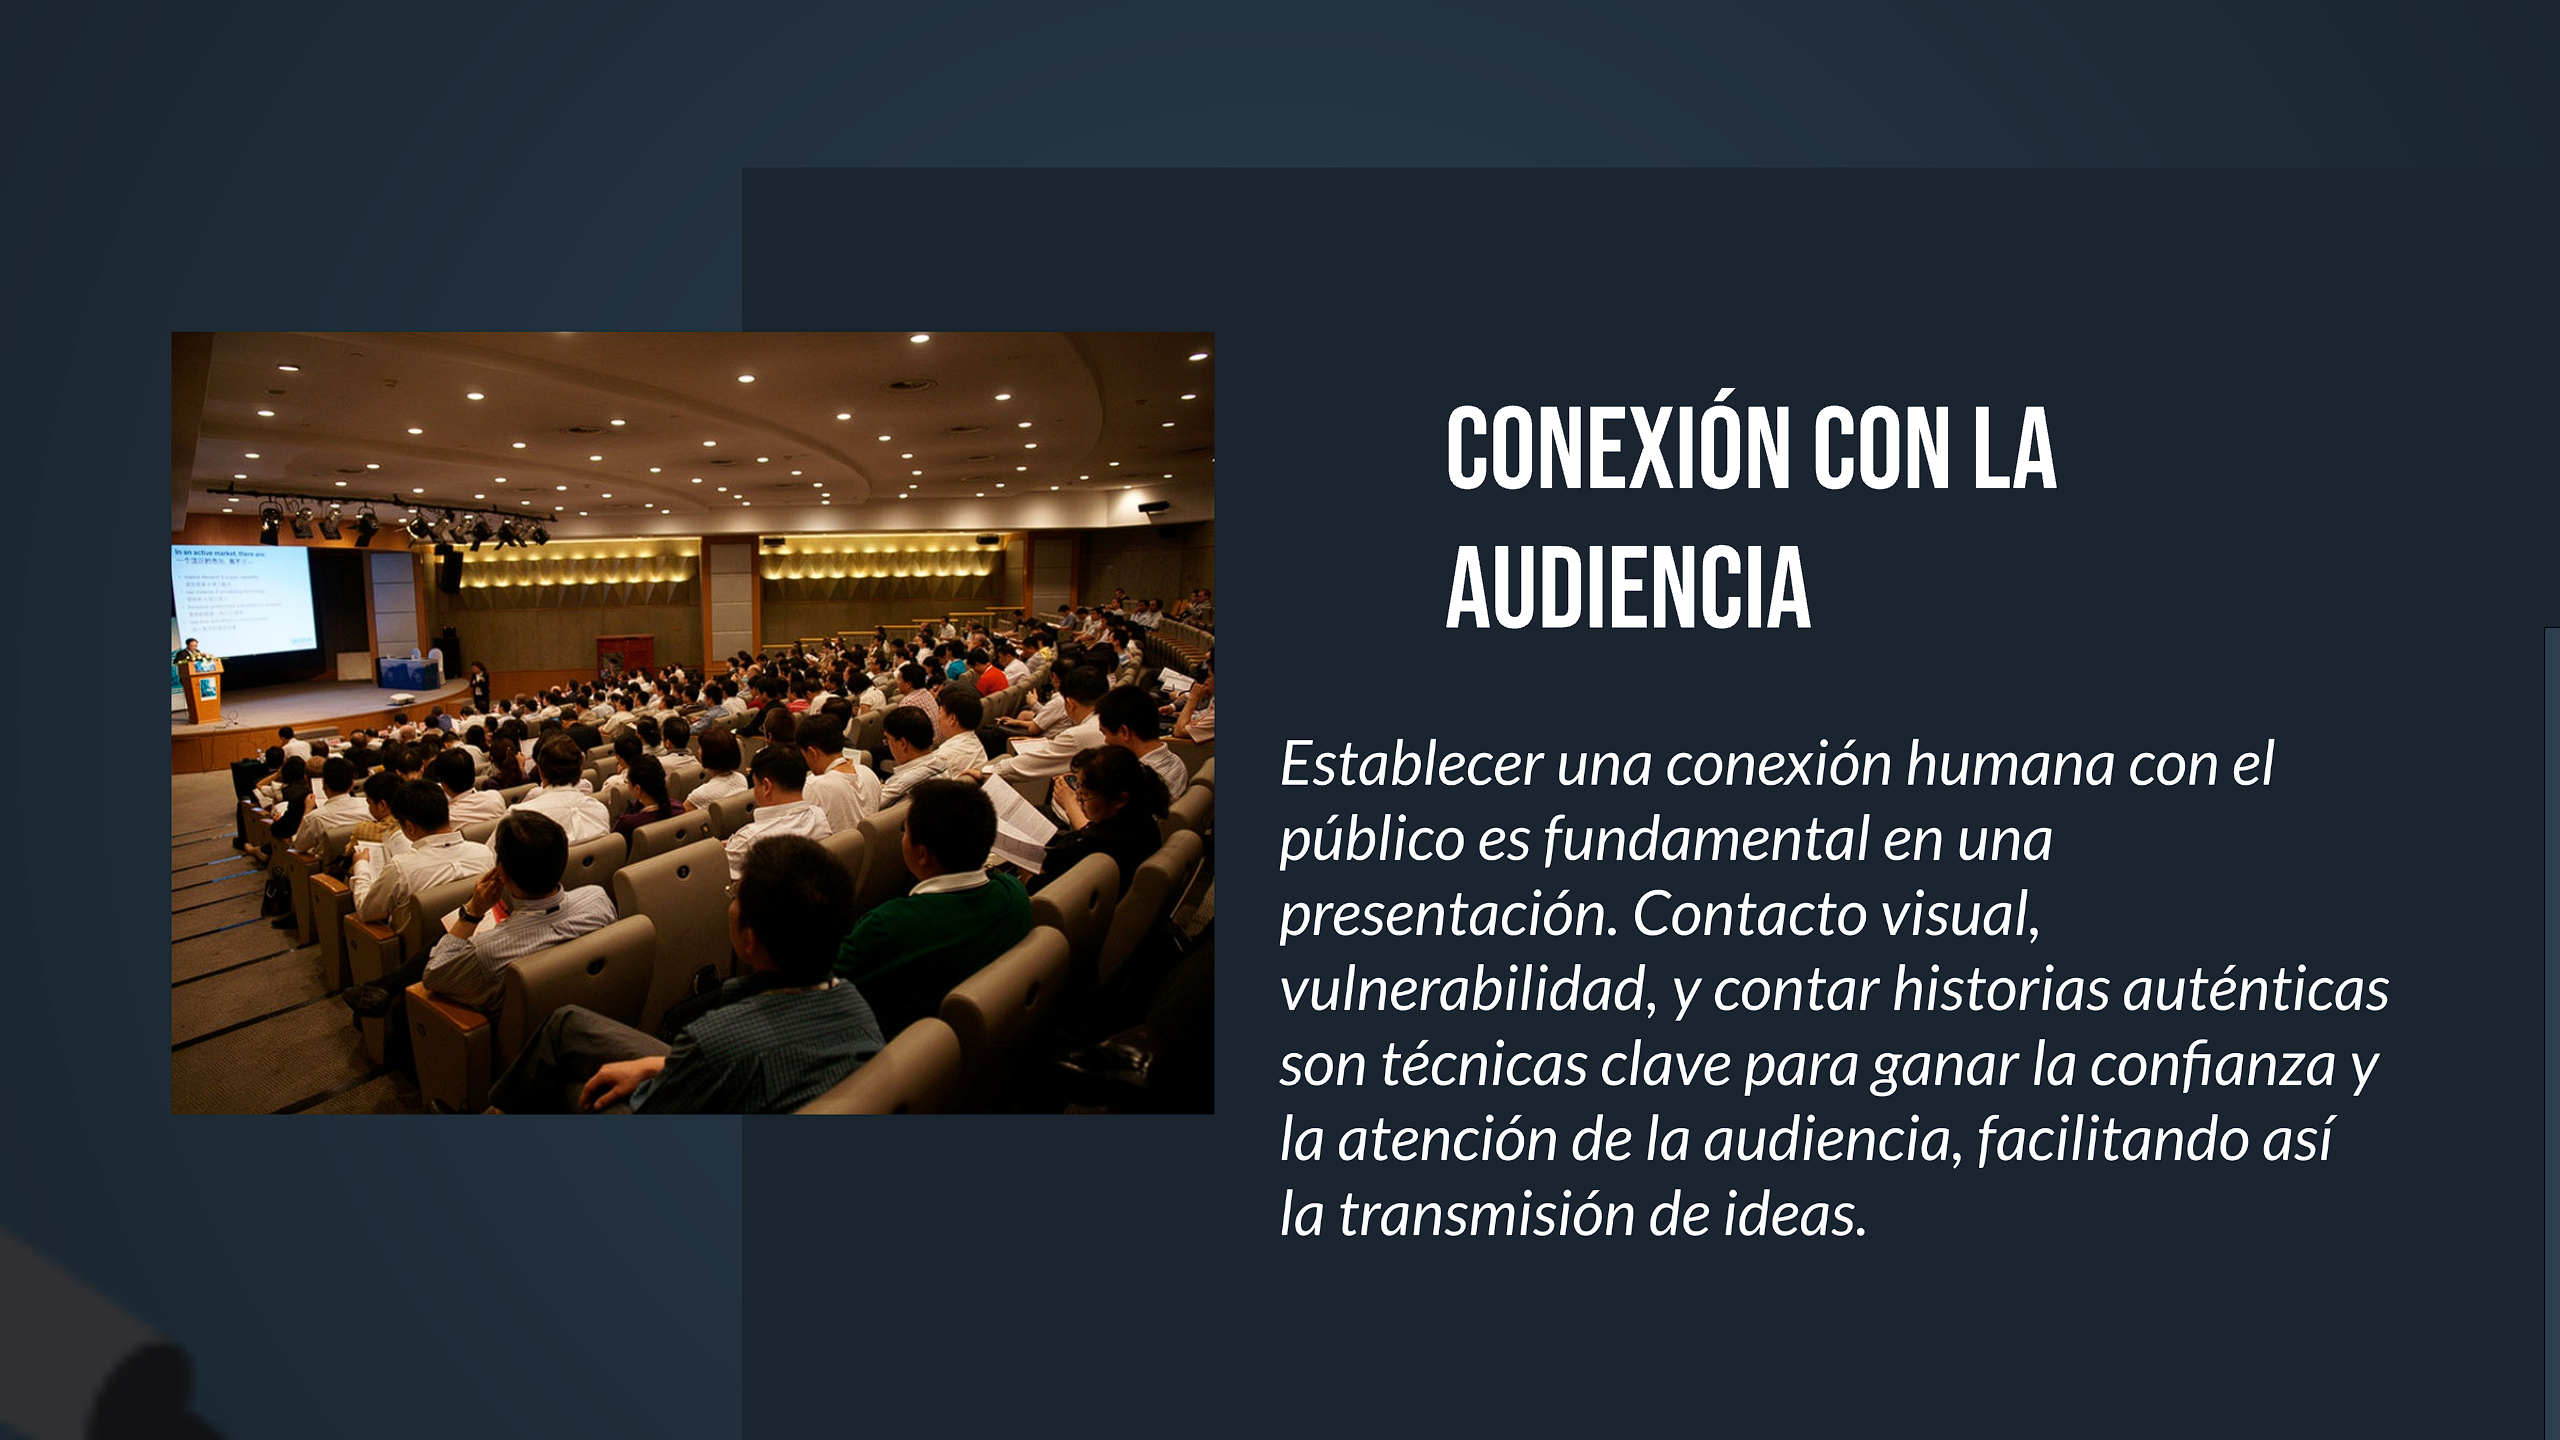 In an active market, there are:
CONEXIÓN CON LA
AUDIENCIA
Establecer una conexión humana con el
público es fundamental en una
presentación. Contacto visual,
vulnerabilidad, y contar historias auténticas
son técnicas clave para ganar la confianza y
la atención de la audiencia, facilitando así
la transmisión de ideas.